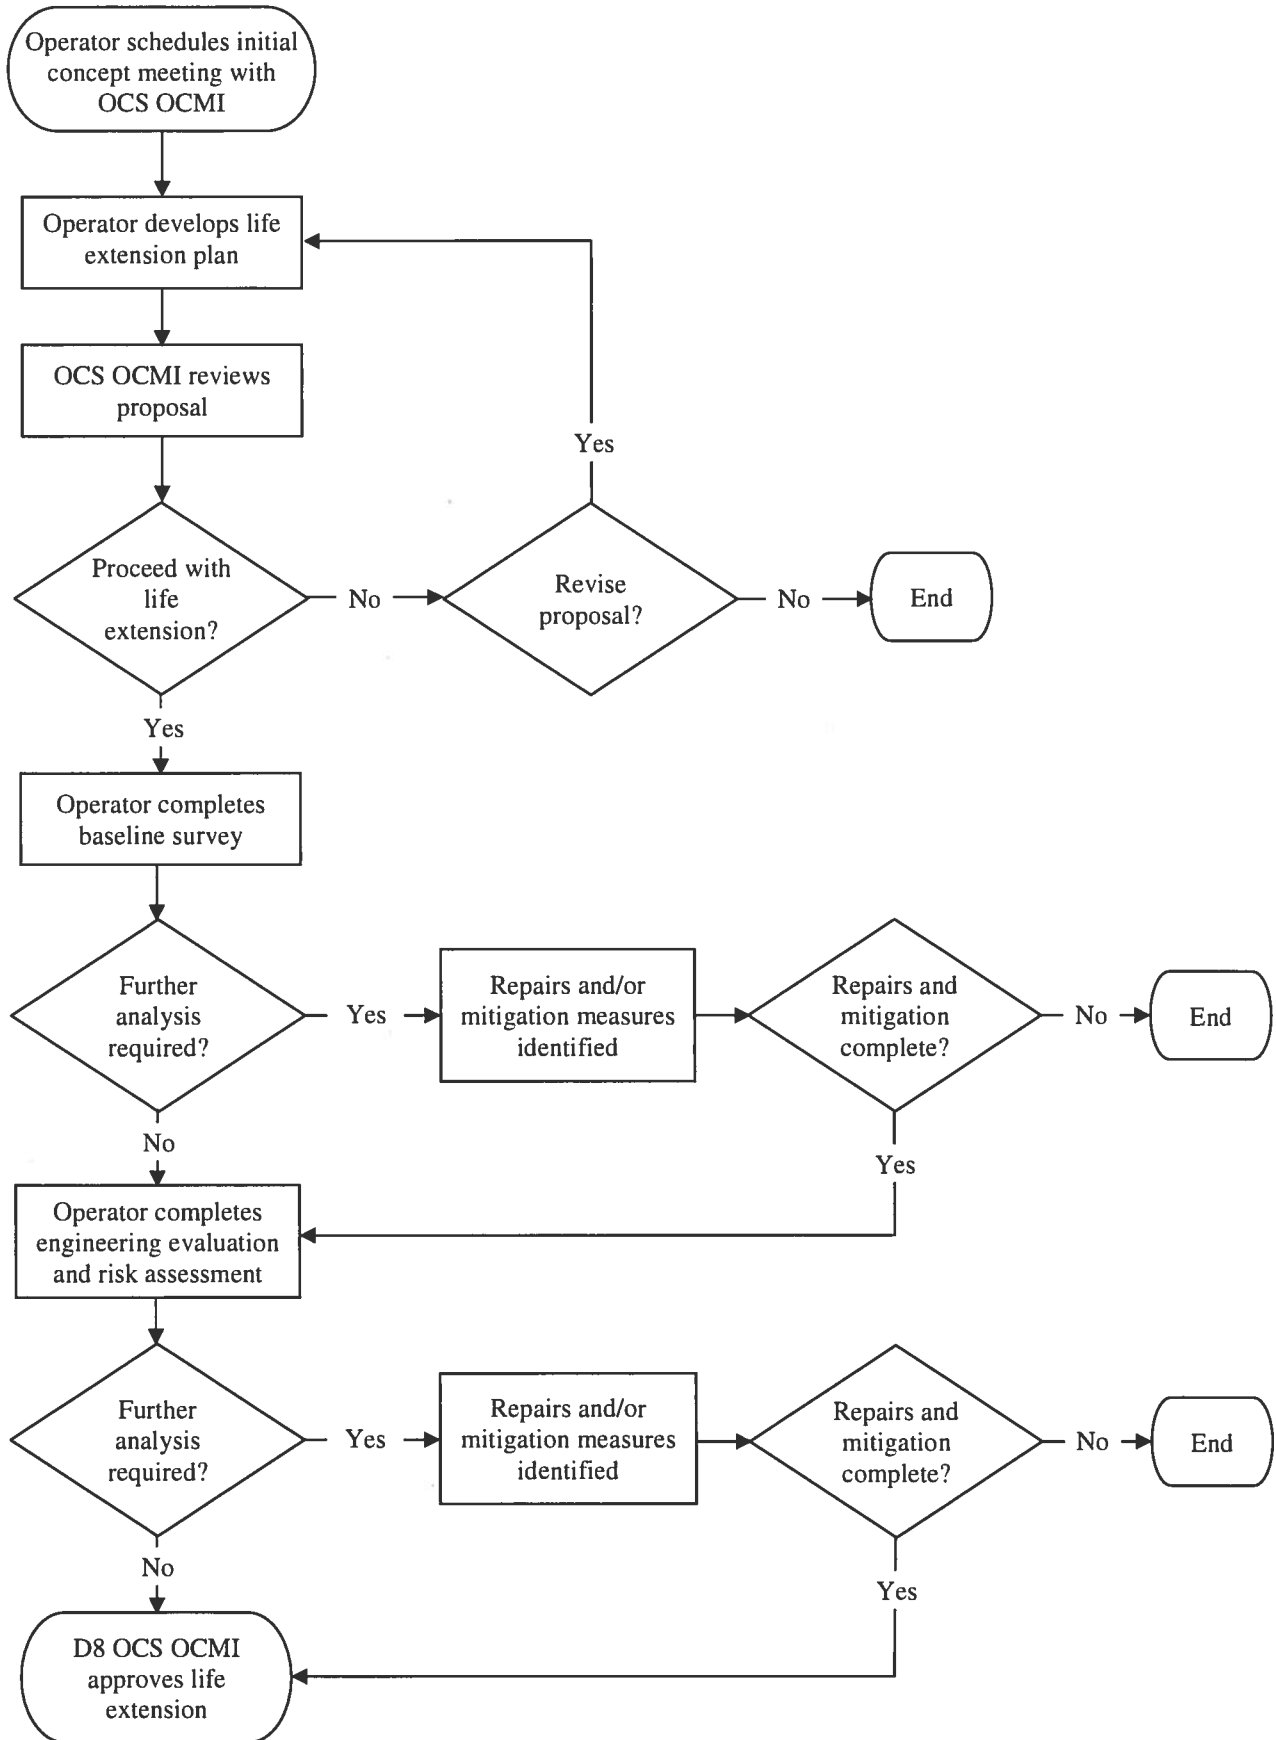 Operator schedules initial
concept meeting with
OCS OCMI
Operator develops life
extension plan
OCS OCMI reviews
proposal
Yes
Proceed with
life
extension?
No
Revise
proposal?
No
End
Yes
Operator completes
baseline survey
Further
analysis
required?
Yes
Repairs and/or
mitigation measures
identified
Repairs and
mitigation
complete?
No
End
No
Yes
Operator completes
engineering evaluation
and risk assessment
Further
analysis
required?
Yes
Repairs and/or
mitigation measures
identified
Repairs and
mitigation
complete?
No
End
No
Yes
D8 OCS OCMI
approves life
extension